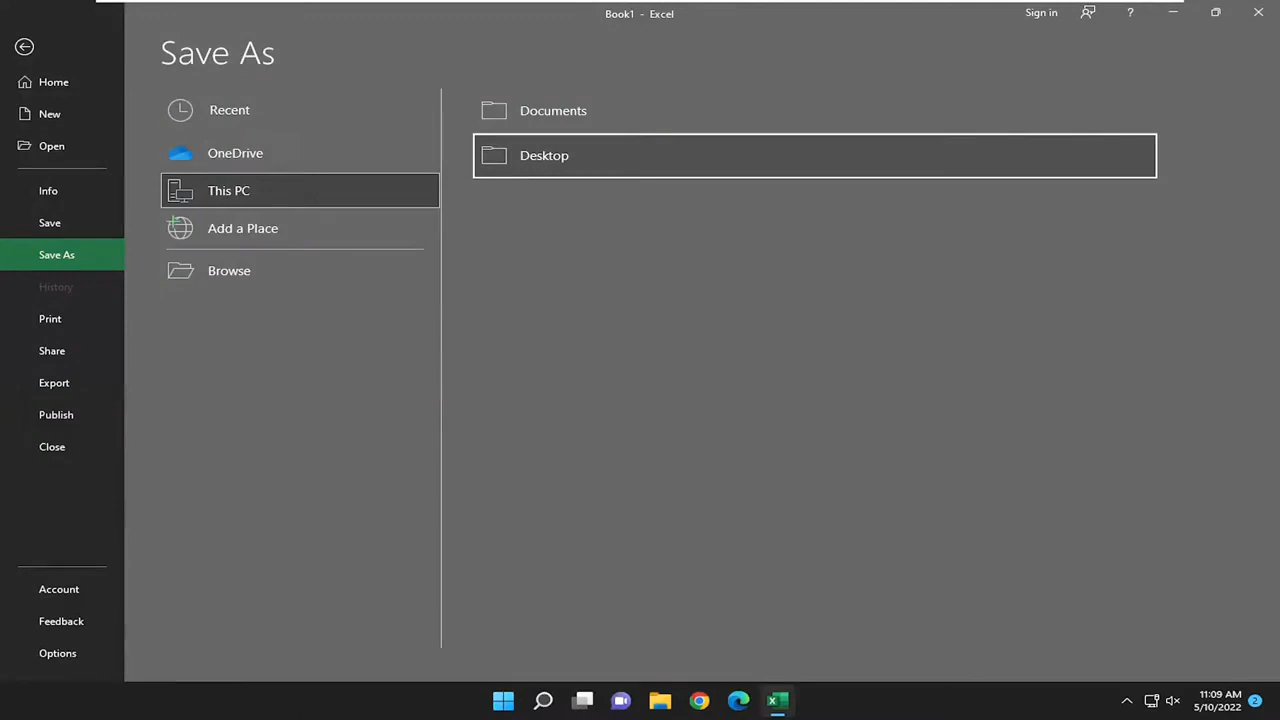 Book1 - Excel
Sign in
?
Save As
Home
New
Open
Info
Save
Save As
History
Print
Share
Export
Publish
Close
Account
Feedback
Options
Recent
OneDrive
This PC
Add a Place
Browse
Documents
Desktop
11:09 AM
5/10/2022
2